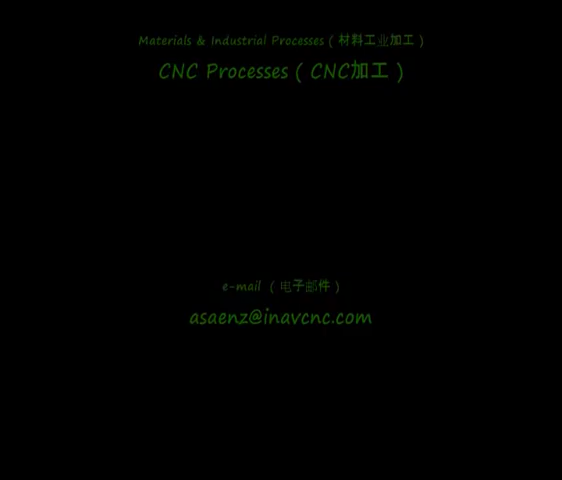 Materials & Industrial Processes ( 材料工业加工 )
CNC Processes ( CNC加工 )
e-mail ( 电子邮件 )
asaenz@inavcnc.com